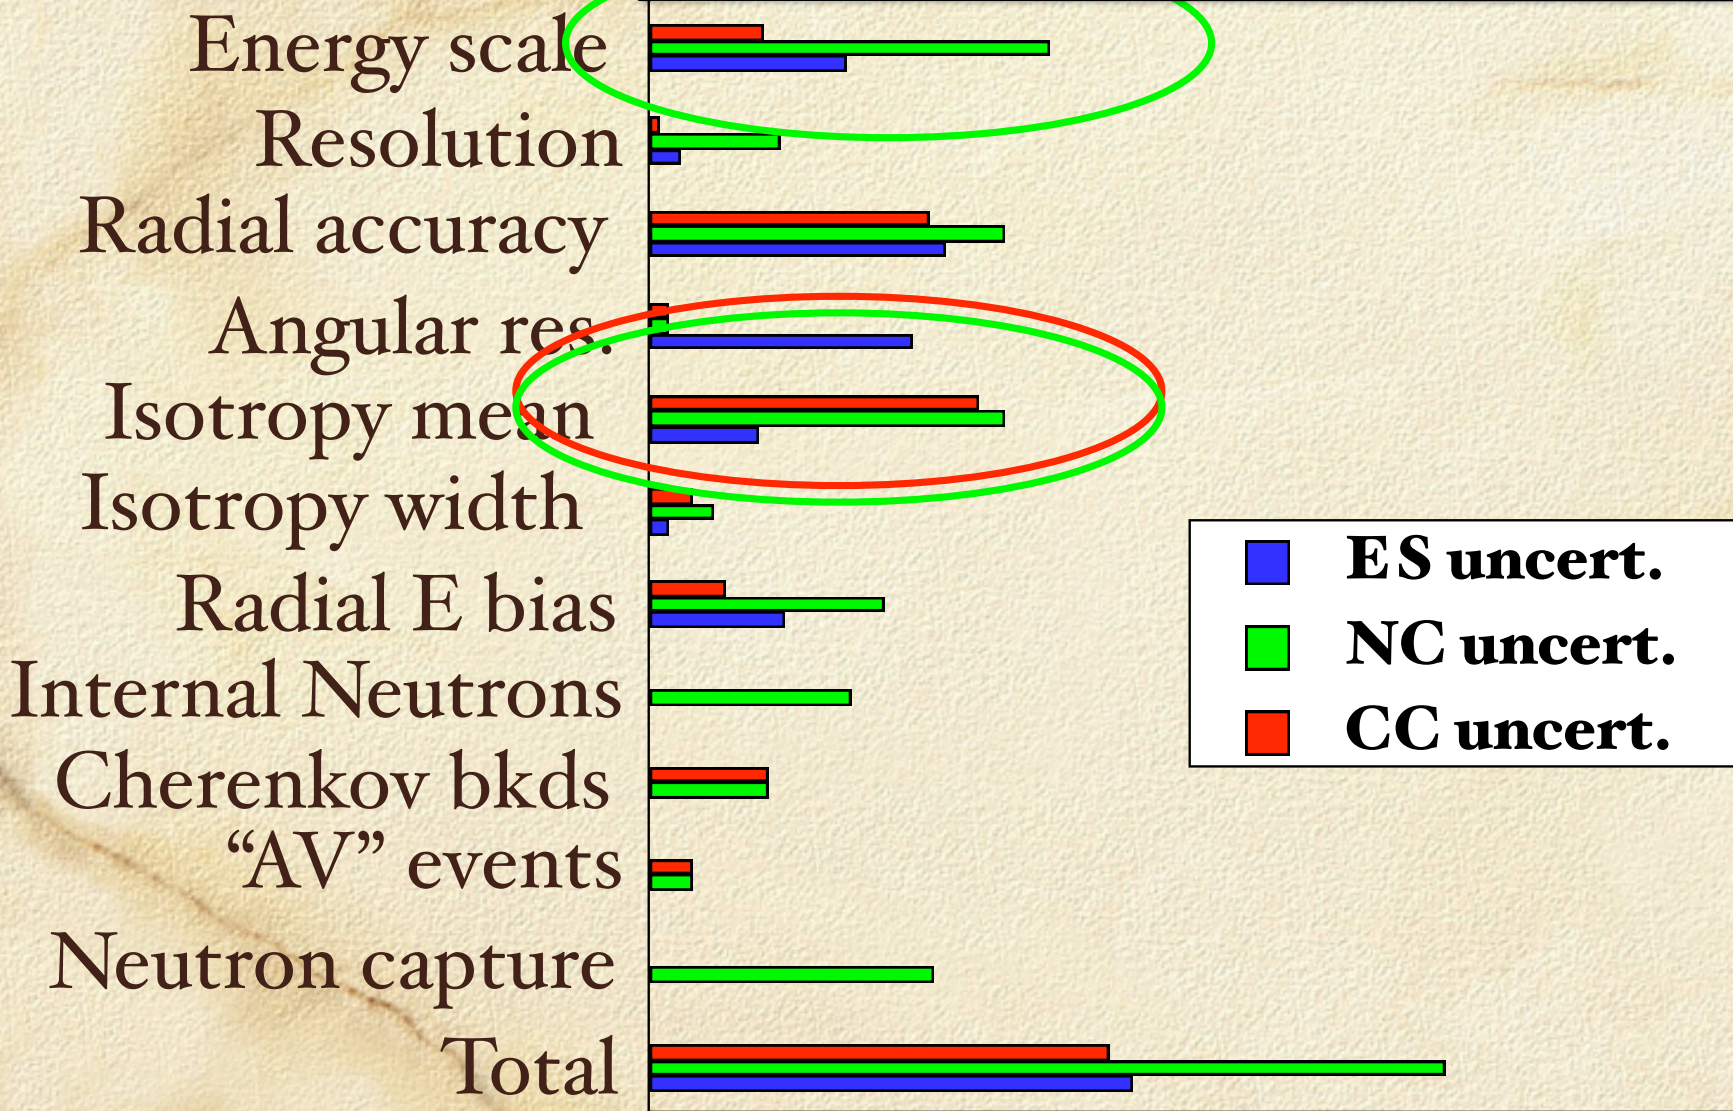 Energy scale
Resolution
Radial accuracy
Angular res.
Isotropy mean
Isotropy width
Radial E bias
Internal Neutrons
Cherenkov bkds
“AV” events
Neutron capture
Total
ES uncert.
NC uncert.
CC uncert.